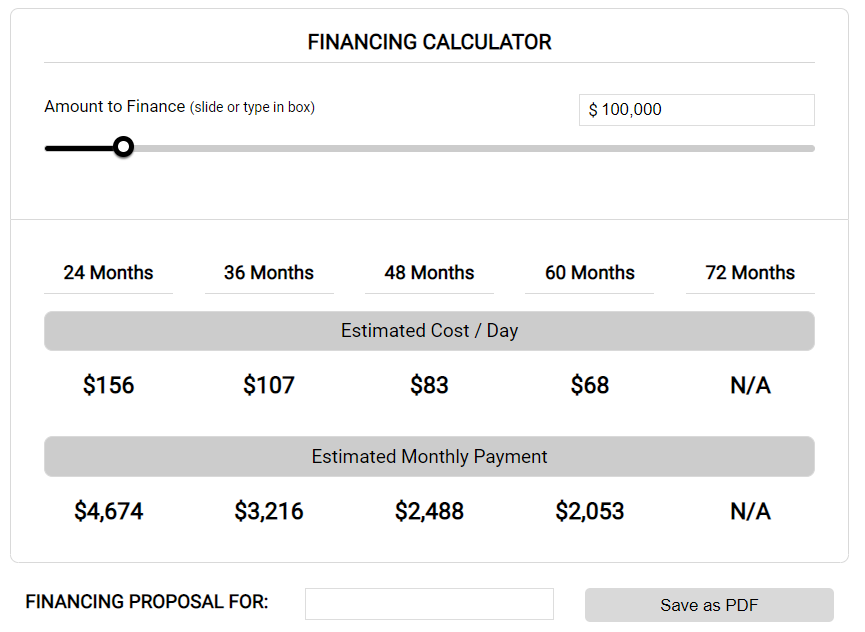 FINANCING CALCULATOR
Amount to Finance (slide or type in box)
$ 100,000
24 Months 36 Months 48 Months 60 Months 72 Months
Estimated Cost / Day
$156 $107 $83 $68 N/A
Estimated Monthly Payment
$4,674 $3,216 $2,488 $2,053 N/A
FINANCING PROPOSAL FOR:
Save as PDF